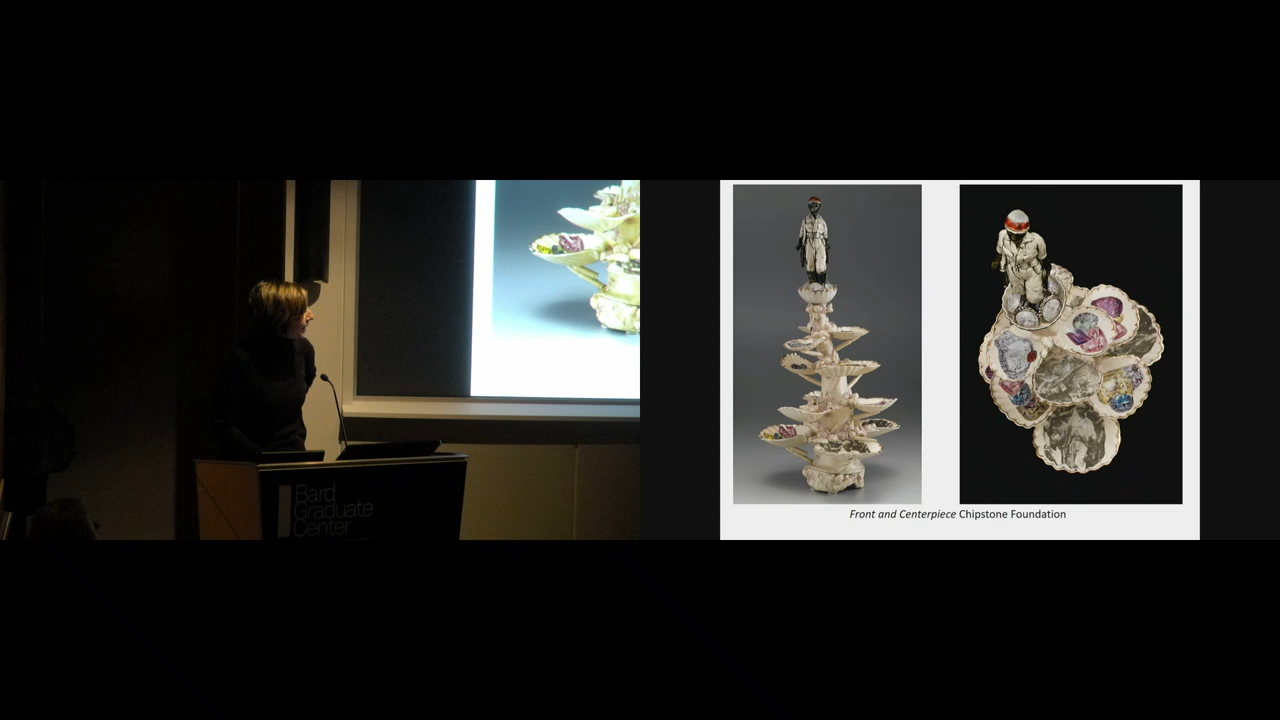 Bard
Graduate
Center
Front and Centerpiece Chipstone Foundation